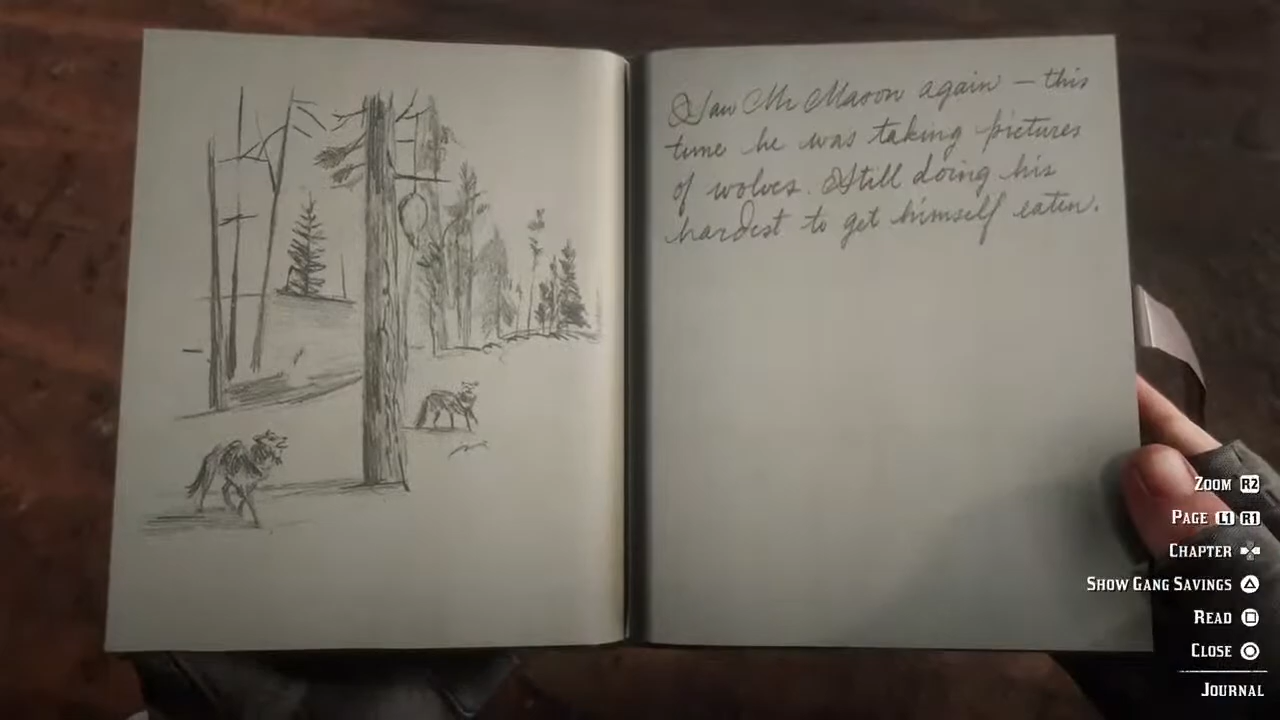 Saw Mr Mason again — this
time he was taking pictures
of wolves. Still doing his
hardest to get himself eaten.
ZOOM R2
PAGE L1 R1
CHAPTER
SHOW GANG SAVINGS
READ
CLOSE
JOURNAL